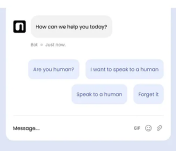 How can we help you today?
Bot • Just now
Are you human?
I want to speak to a human
Speak to a human
Forget it
Message...
GIF